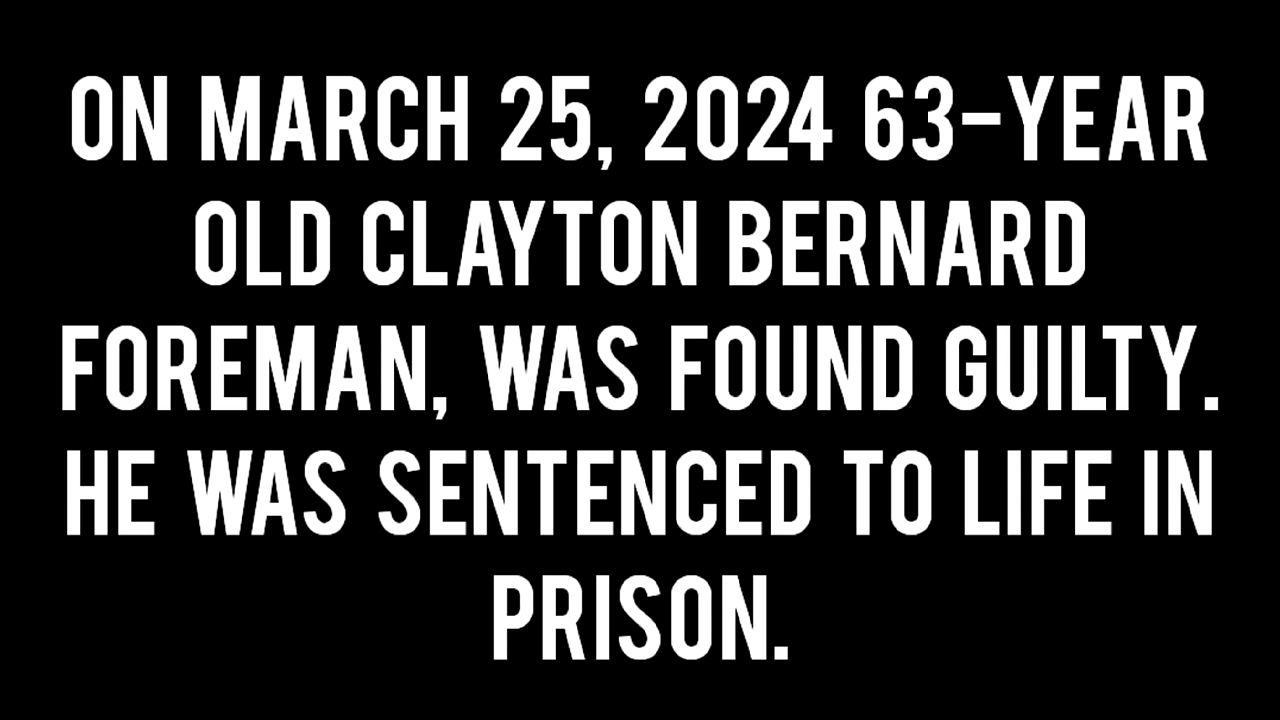 ON MARCH 25, 2024 63-YEAR
OLD CLAYTON BERNARD
FOREMAN, WAS FOUND GUILTY.
HE WAS SENTENCED TO LIFE IN
PRISON.